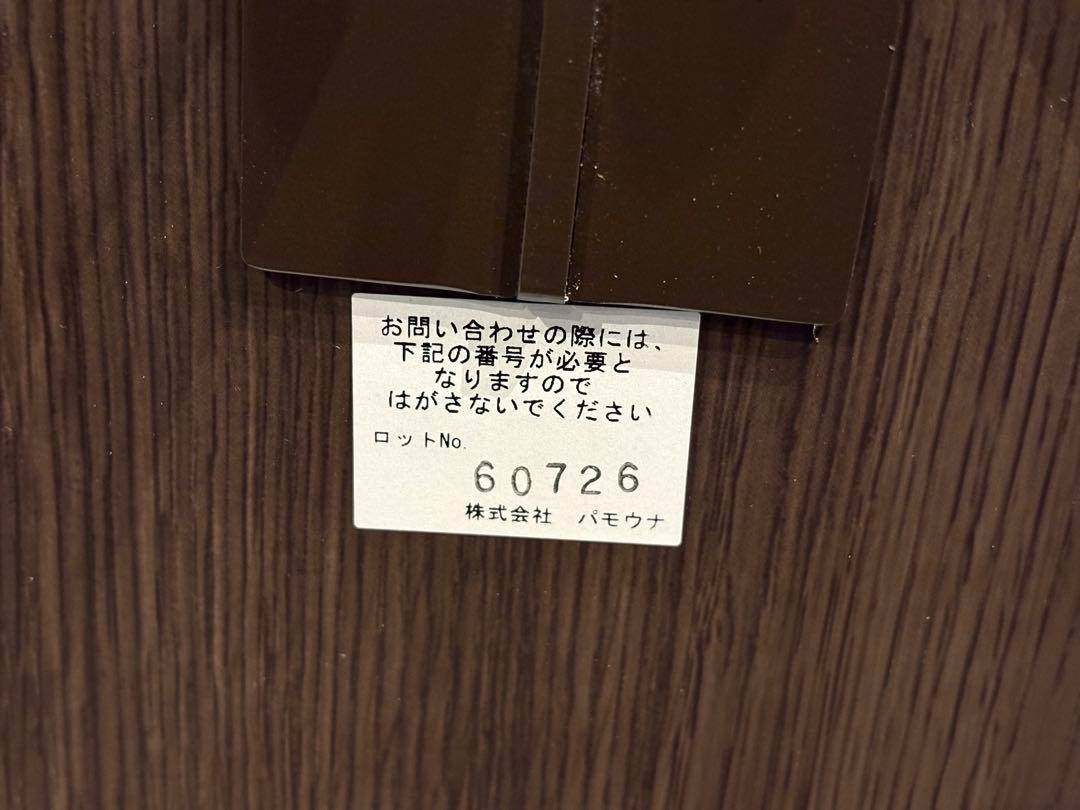 お問い合わせの際には、
下記の番号が必要と
なりますので
はがさないでください
ロットNo.
60726
株式会社　パモウナ